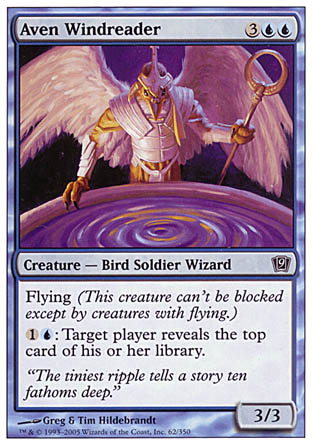 Aven Windreader 3
Creature — Bird Soldier Wizard 9
Flying (This creature can't be blocked
except by creatures with flying.)
1: Target player reveals the top
card of his or her library.
"The tiniest ripple tells a story ten
fathoms deep."
Greg & Tim Hildebrandt
™ & © 1993–2005 Wizards of the Coast, Inc. 62/350
3/3